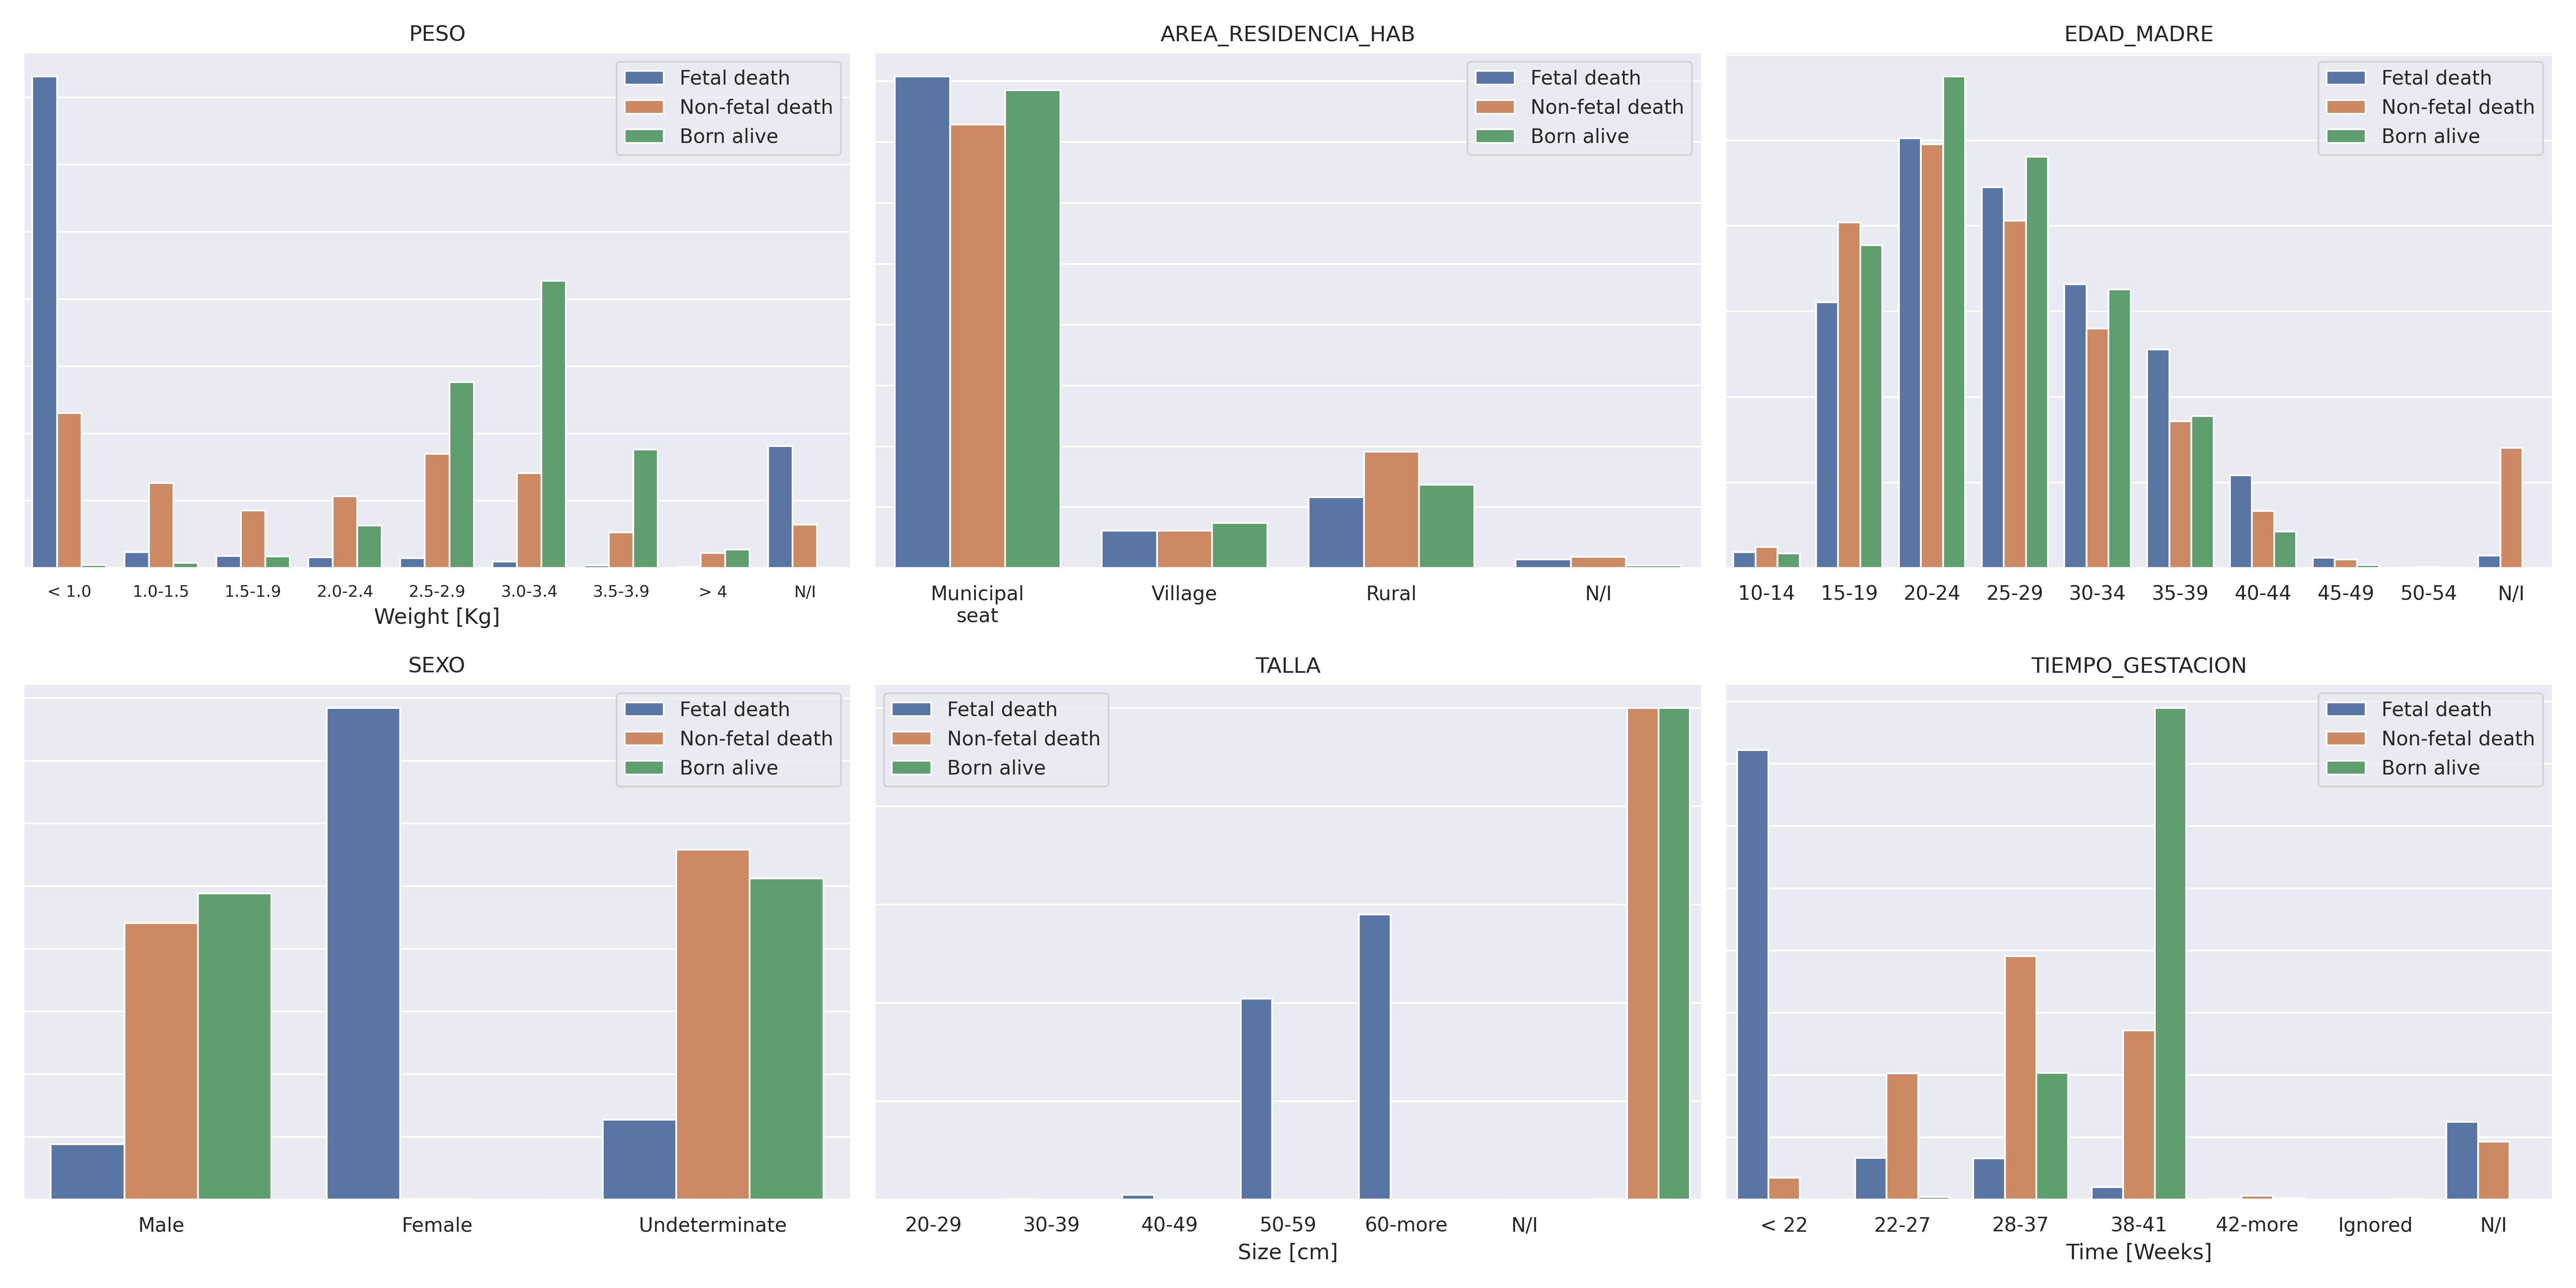 PESO
Fetal death
Non-fetal death
Born alive
< 1.0 1.0-1.5 1.5-1.9 2.0-2.4 2.5-2.9 3.0-3.4 3.5-3.9 > 4 N/I
Weight [Kg]
AREA_RESIDENCIA_HAB
Fetal death
Non-fetal death
Born alive
Municipal seat Village Rural N/I
EDAD_MADRE
Fetal death
Non-fetal death
Born alive
10-14 15-19 20-24 25-29 30-34 35-39 40-44 45-49 50-54 N/I
SEXO
Fetal death
Non-fetal death
Born alive
Male Female Undeterminate
TALLA
Fetal death
Non-fetal death
Born alive
20-29 30-39 40-49 50-59 60-more N/I
Size [cm]
TIEMPO_GESTACION
Fetal death
Non-fetal death
Born alive
< 22 22-27 28-37 38-41 42-more Ignored N/I
Time [Weeks]